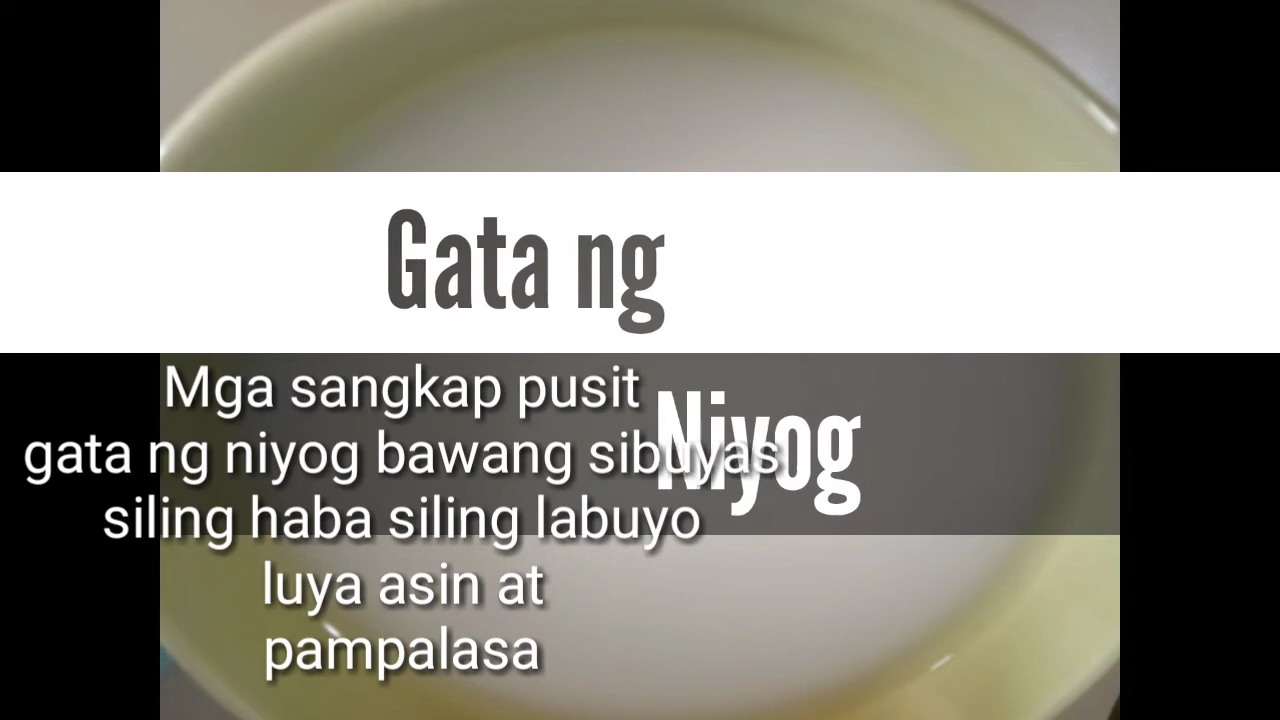 Gata ng
Niyog
Mga sangkap pusit
gata ng niyog bawang sibuyas
siling haba siling labuyo
luya asin at
pampalasa